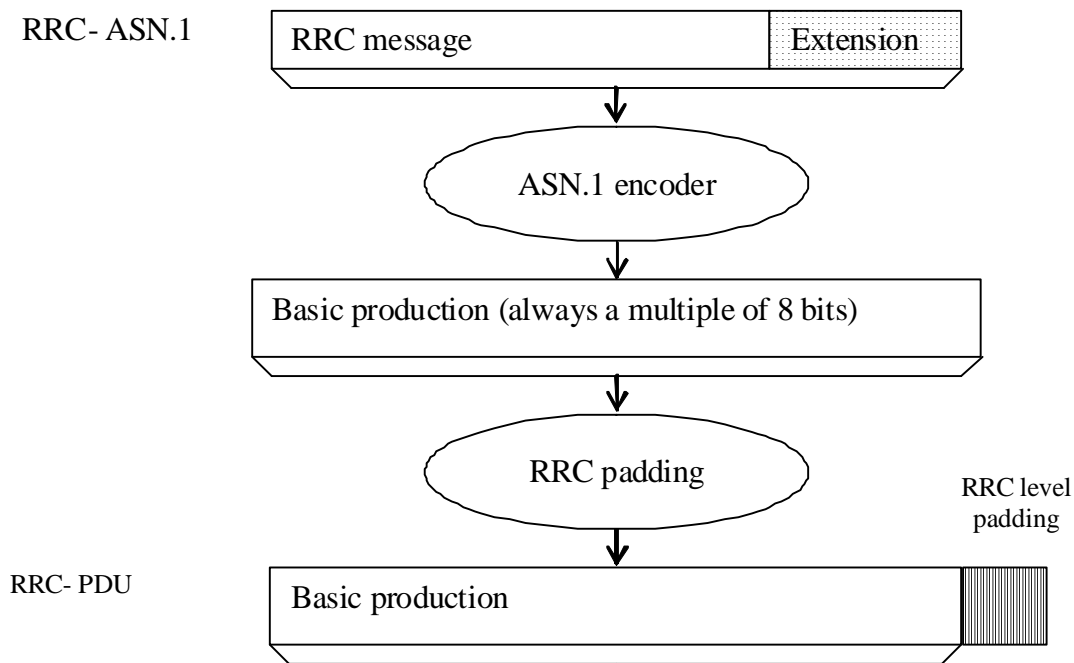 RRC- ASN.1
RRC message
Extension
ASN.1 encoder
Basic production (always a multiple of 8 bits)
RRC padding
RRC level
padding
RRC- PDU
Basic production